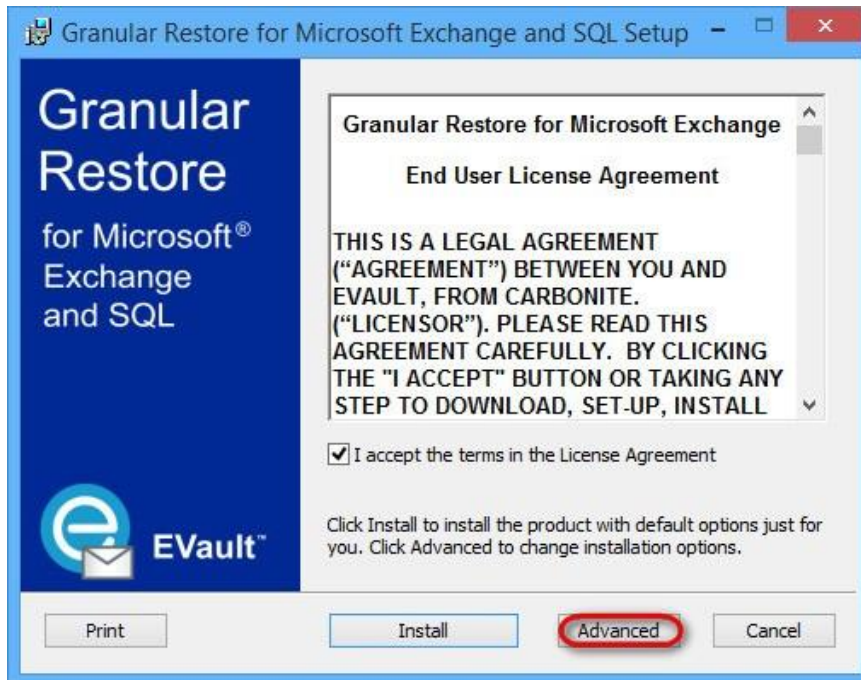 Granular Restore for Microsoft Exchange and SQL Setup
Granular
Restore
for Microsoft®
Exchange
and SQL
EVault™
Granular Restore for Microsoft Exchange
End User License Agreement
THIS IS A LEGAL AGREEMENT
(“AGREEMENT”) BETWEEN YOU AND
EVAULT, FROM CARBONITE.
(“LICENSOR”). PLEASE READ THIS
AGREEMENT CAREFULLY. BY CLICKING
THE "I ACCEPT" BUTTON OR TAKING ANY
STEP TO DOWNLOAD, SET-UP, INSTALL
I accept the terms in the License Agreement
Click Install to install the product with default options just for
you. Click Advanced to change installation options.
Print
Install
Advanced
Cancel